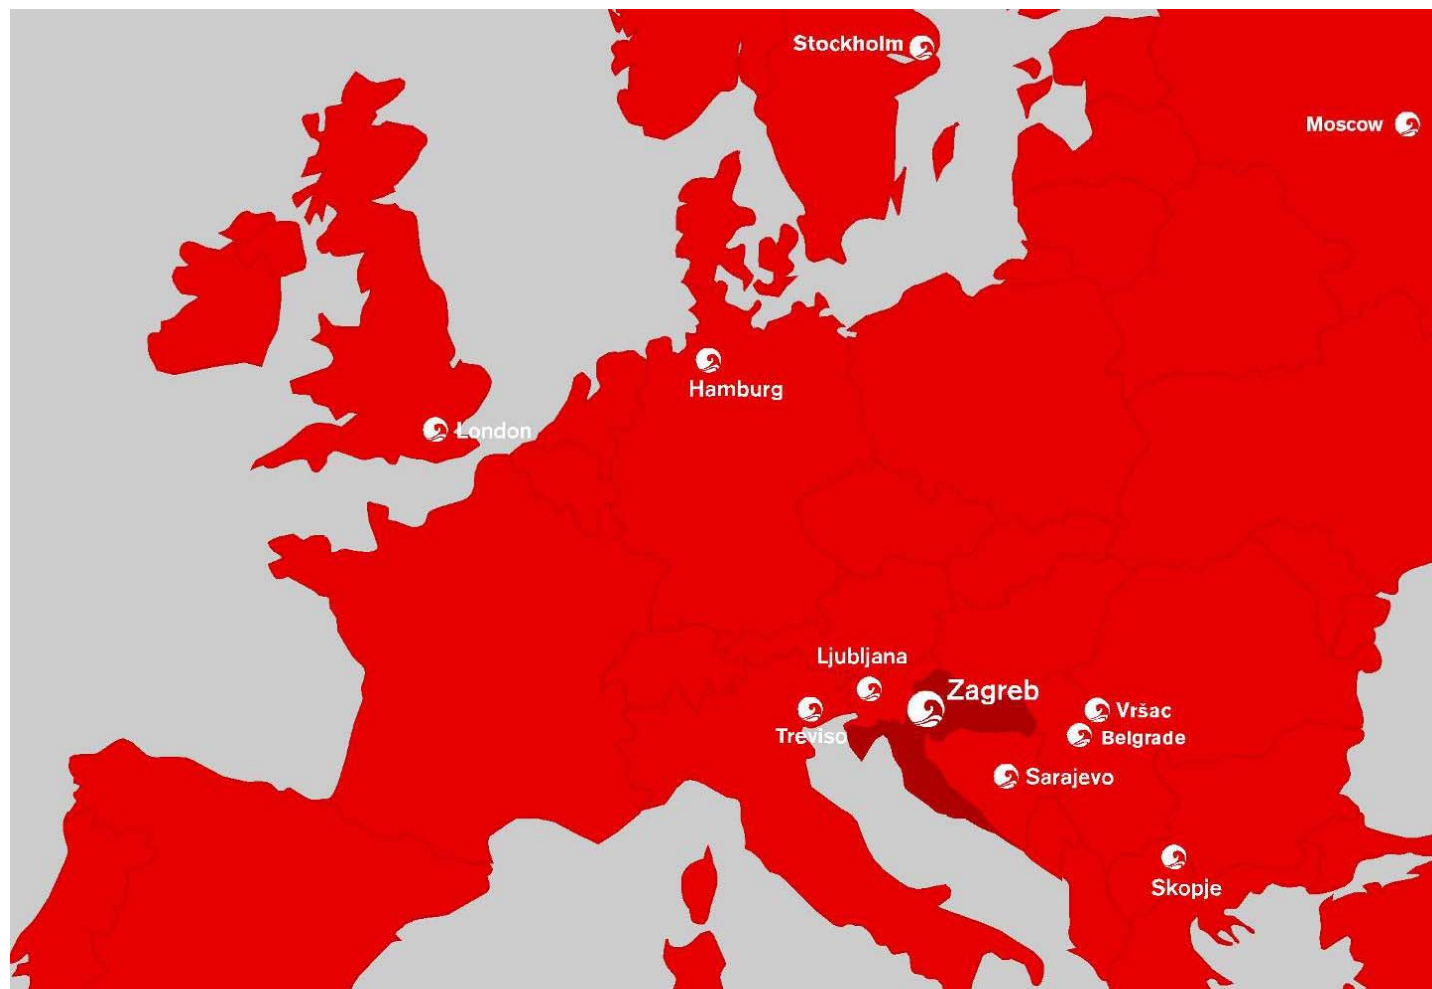 Stockholm
Moscow
Hamburg
London
Ljubljana
Zagreb
Vršac
Treviso
Belgrade
Sarajevo
Skopje